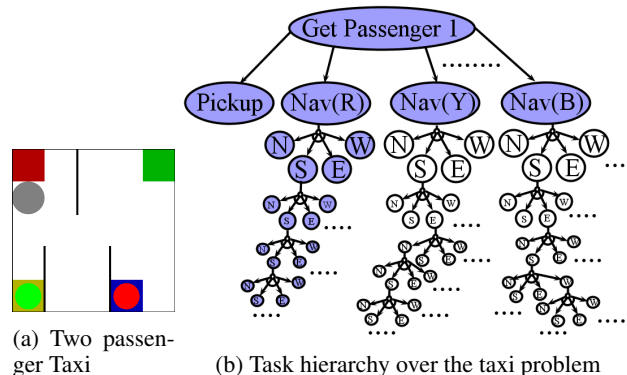 Get Passenger 1
........
Pickup Nav(R) Nav(Y) Nav(B)
N W N W N W
S E S E S E ....
N W N W N W
S E .... S E .... S E ....
N W N W N W
S E .... S E S E
N W N W .... N W N W ....
S E S E S E S E
.... .... ....
(a) Two passen-
ger Taxi
(b) Task hierarchy over the taxi problem